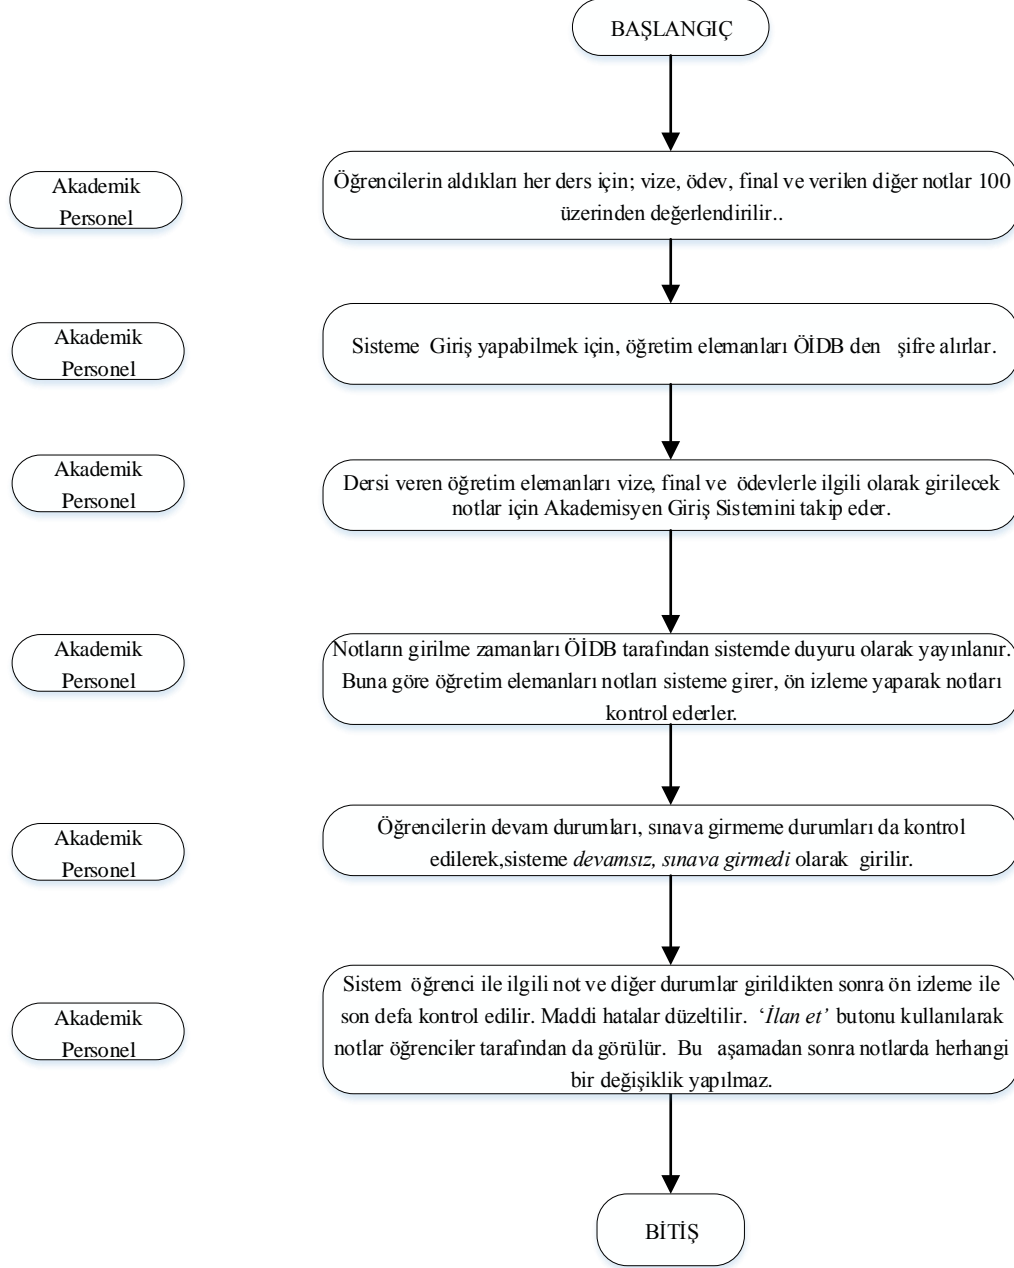 BAŞLANGIÇ
Akademik
Personel
Öğrencilerin aldıkları her ders için; vize, ödev, final ve verilen diğer notlar 100
üzerinden değerlendirilir..
Akademik
Personel
Sisteme Giriş yapabilmek için, öğretim elemanları ÖİDB den şifre alırlar.
Akademik
Personel
Dersi veren öğretim elemanları vize, final ve ödevlerle ilgili olarak girilecek
notlar için Akademisyen Giriş Sistemini takip eder.
Akademik
Personel
Notların girilme zamanları ÖİDB tarafından sistemde duyuru olarak yayınlanır.
Buna göre öğretim elemanları notları sisteme girer, ön izleme yaparak notları
kontrol ederler.
Akademik
Personel
Öğrencilerin devam durumları, sınava girmeme durumları da kontrol
edilerek,sisteme devamsız, sınava girmedi olarak girilir.
Akademik
Personel
Sistem öğrenci ile ilgili not ve diğer durumlar girildikten sonra ön izleme ile
son defa kontrol edilir. Maddi hatalar düzeltilir. ‘İlan et’ butonu kullanılarak
notlar öğrenciler tarafından da görülür. Bu aşamadan sonra notlarda herhangi
bir değişiklik yapılmaz.
BİTİŞ